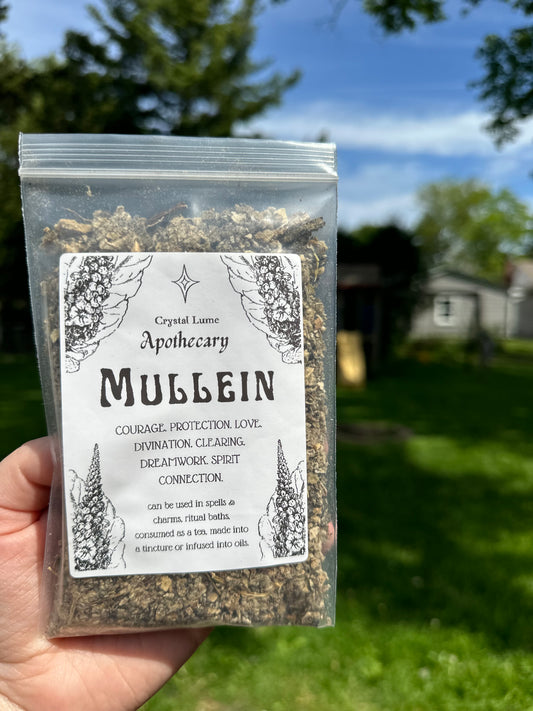 Crystal Lume
Apothecary
MULLEIN
COURAGE. PROTECTION. LOVE.
DIVINATION. CLEARING.
DREAMWORK. SPIRIT
CONNECTION.
can be used in spells &
charms, ritual baths,
consumed as a tea, made into
a tincture or infused into oils.